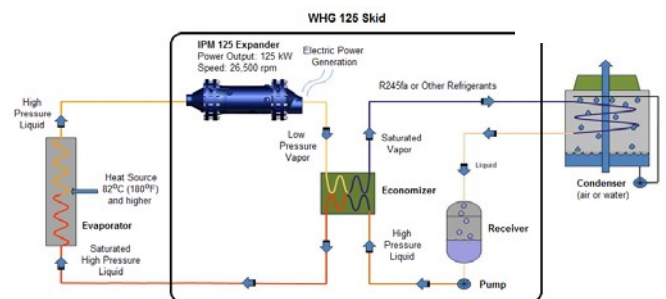 WHG 125 Skid
IPM 125 Expander
Power Output: 125 kW
Speed: 26,500 rpm
Electric Power
Generation
R245fa or Other Refrigerants
High
Pressure
Liquid
Low
Pressure
Vapor
Saturated
Vapor
Liquid
Condenser
(air or water)
Heat Source
82°C (180°F)
and higher
Evaporator
Economizer
Receiver
Saturated
High Pressure
Liquid
High
Pressure
Liquid
Pump